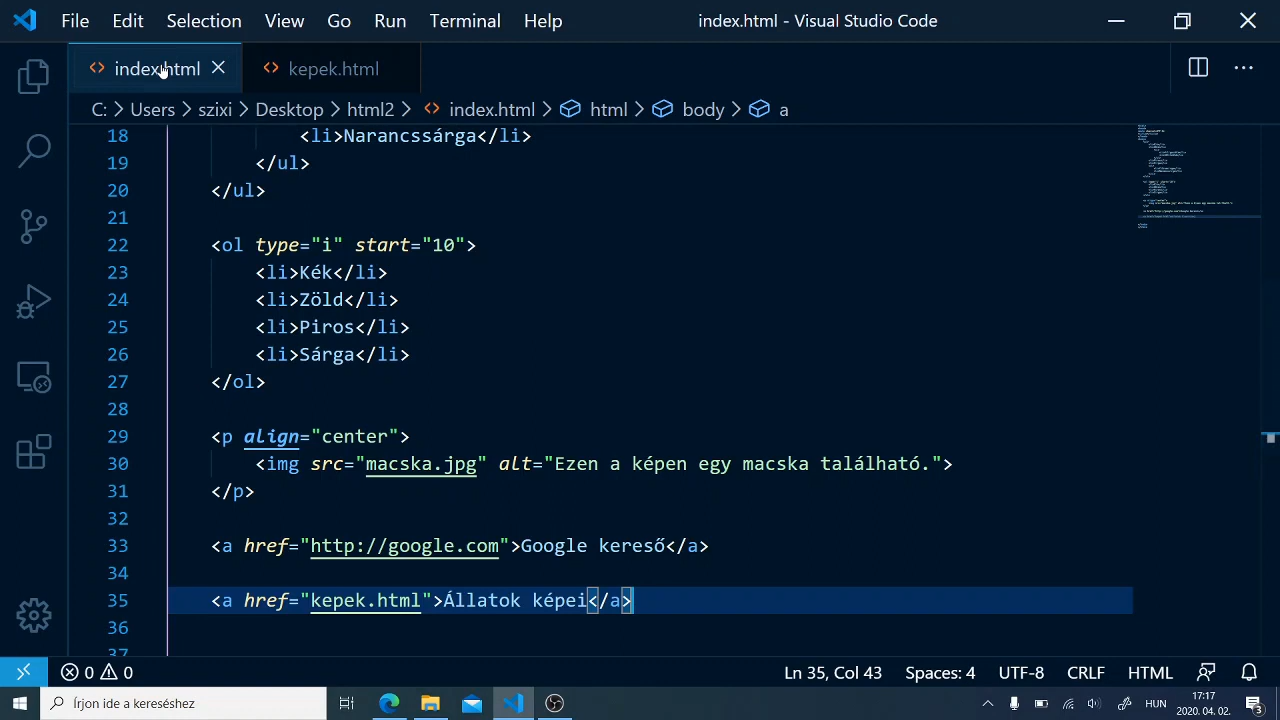 File Edit Selection View Go Run Terminal Help index.html - Visual Studio Code
index.html kepek.html
C: > Users > szixi > Desktop > html2 > index.html > html > body > a
18 <li>Narancssárga</li>
19 </ul>
20 </ul>
21
22 <ol type="i" start="10">
23 <li>Kék</li>
24 <li>Zöld</li>
25 <li>Piros</li>
26 <li>Sárga</li>
27 </ol>
28
29 <p align="center">
30 <img src="macska.jpg" alt="Ezen a képen egy macska található.">
31 </p>
32
33 <a href="http://google.com">Google kereső</a>
34
35 <a href="kepek.html">Állatok képei</a>
36
37
0 0 Ln 35, Col 43 Spaces: 4 UTF-8 CRLF HTML
Írjon ide a kereséshez HUN 17:17
2020. 04. 02. 3